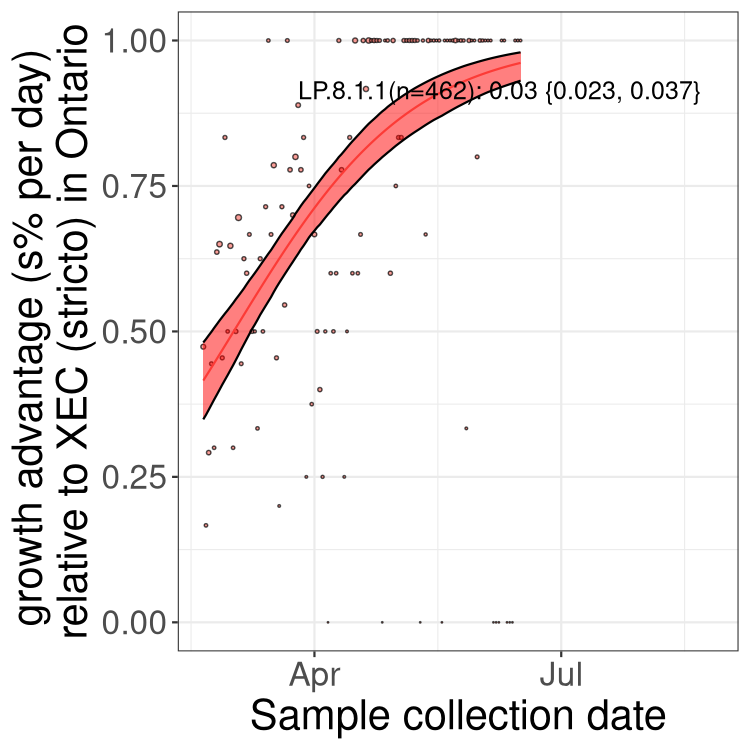 growth advantage (s% per day)
relative to XEC (stricto) in Ontario
1.00
0.75
0.50
0.25
0.00
LP.8.1.1(n=462): 0.03 {0.023, 0.037}
Apr
Jul
Sample collection date